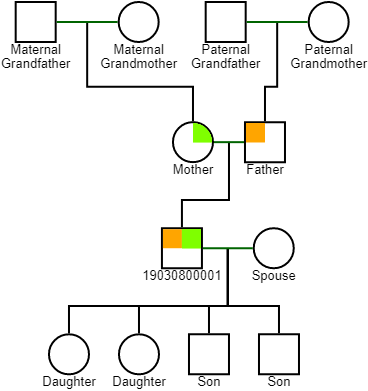 Maternal Grandfather
Maternal Grandmother
Paternal Grandfather
Paternal Grandmother
Mother
Father
19030800001
Spouse
Daughter
Daughter
Son
Son